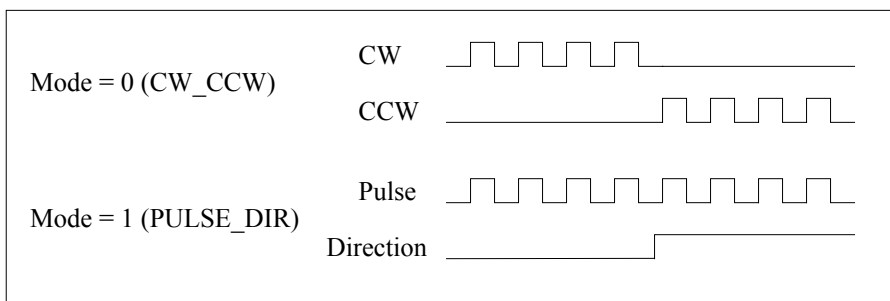 CW
Mode = 0 (CW_CCW)
CCW
Pulse
Mode = 1 (PULSE_DIR)
Direction